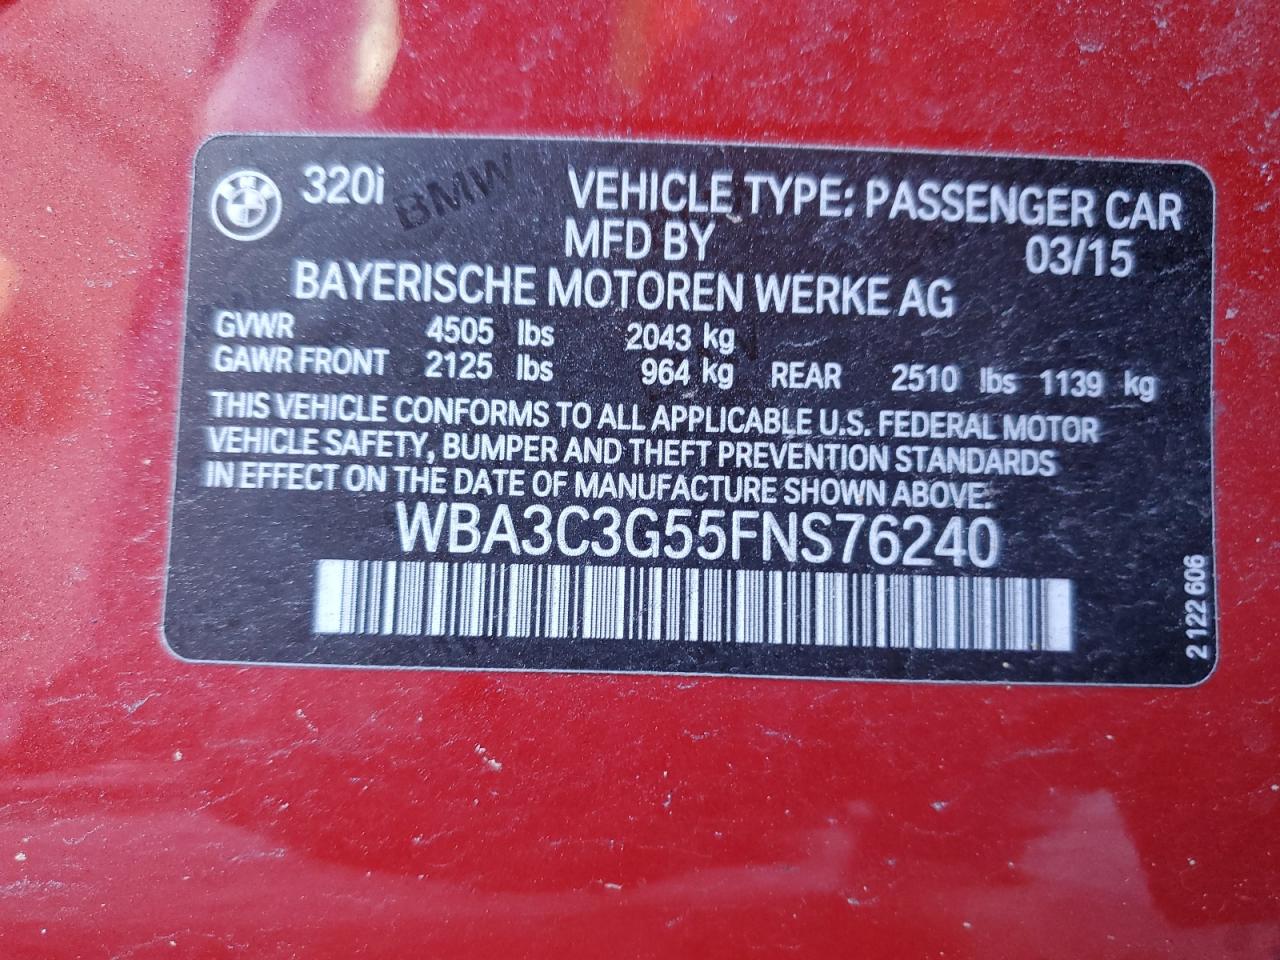 320i VEHICLE TYPE: PASSENGER CAR
BMW
MFD BY 03/15
BAYERISCHE MOTOREN WERKE AG
GVWR 4505 lbs 2043 kg
GAWR FRONT 2125 lbs 964 kg REAR 2510 lbs 1139 kg
THIS VEHICLE CONFORMS TO ALL APPLICABLE U.S. FEDERAL MOTOR
VEHICLE SAFETY, BUMPER AND THEFT PREVENTION STANDARDS
IN EFFECT ON THE DATE OF MANUFACTURE SHOWN ABOVE.
WBA3C3G55FNS76240
2 122 606